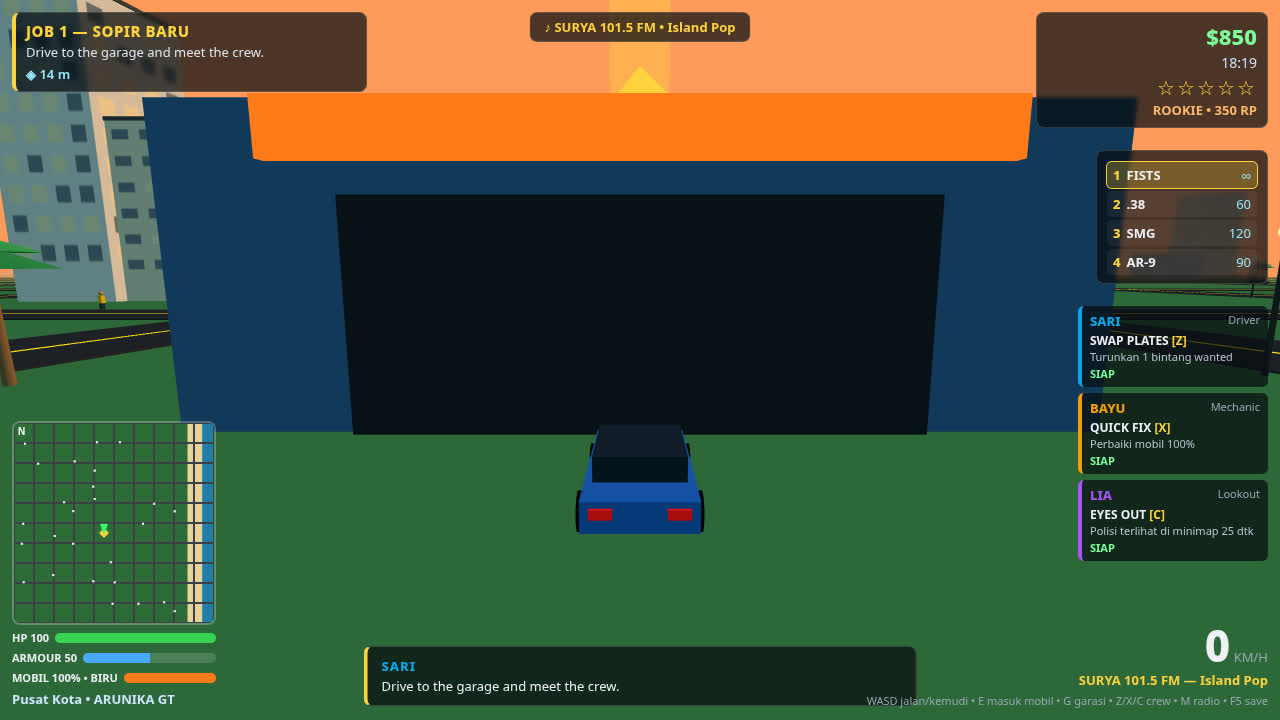 JOB 1 — SOPIR BARU
Drive to the garage and meet the crew.
◈ 14 m
♪ SURYA 101.5 FM • Island Pop
$850
18:19
☆☆☆☆☆
ROOKIE • 350 RP
1 FISTS ∞
2 .38 60
3 SMG 120
4 AR-9 90
SARI Driver
SWAP PLATES [Z]
Turunkan 1 bintang wanted
SIAP
BAYU Mechanic
QUICK FIX [X]
Perbaiki mobil 100%
SIAP
LIA Lookout
EYES OUT [C]
Polisi terlihat di minimap 25 dtk
SIAP
N
HP 100
ARMOUR 50
MOBIL 100% • BIRU
Pusat Kota • ARUNIKA GT
SARI
Drive to the garage and meet the crew.
0 KM/H
SURYA 101.5 FM — Island Pop
WASD jalan/kemudi • E masuk mobil • G garasi • Z/X/C crew • M radio • F5 save